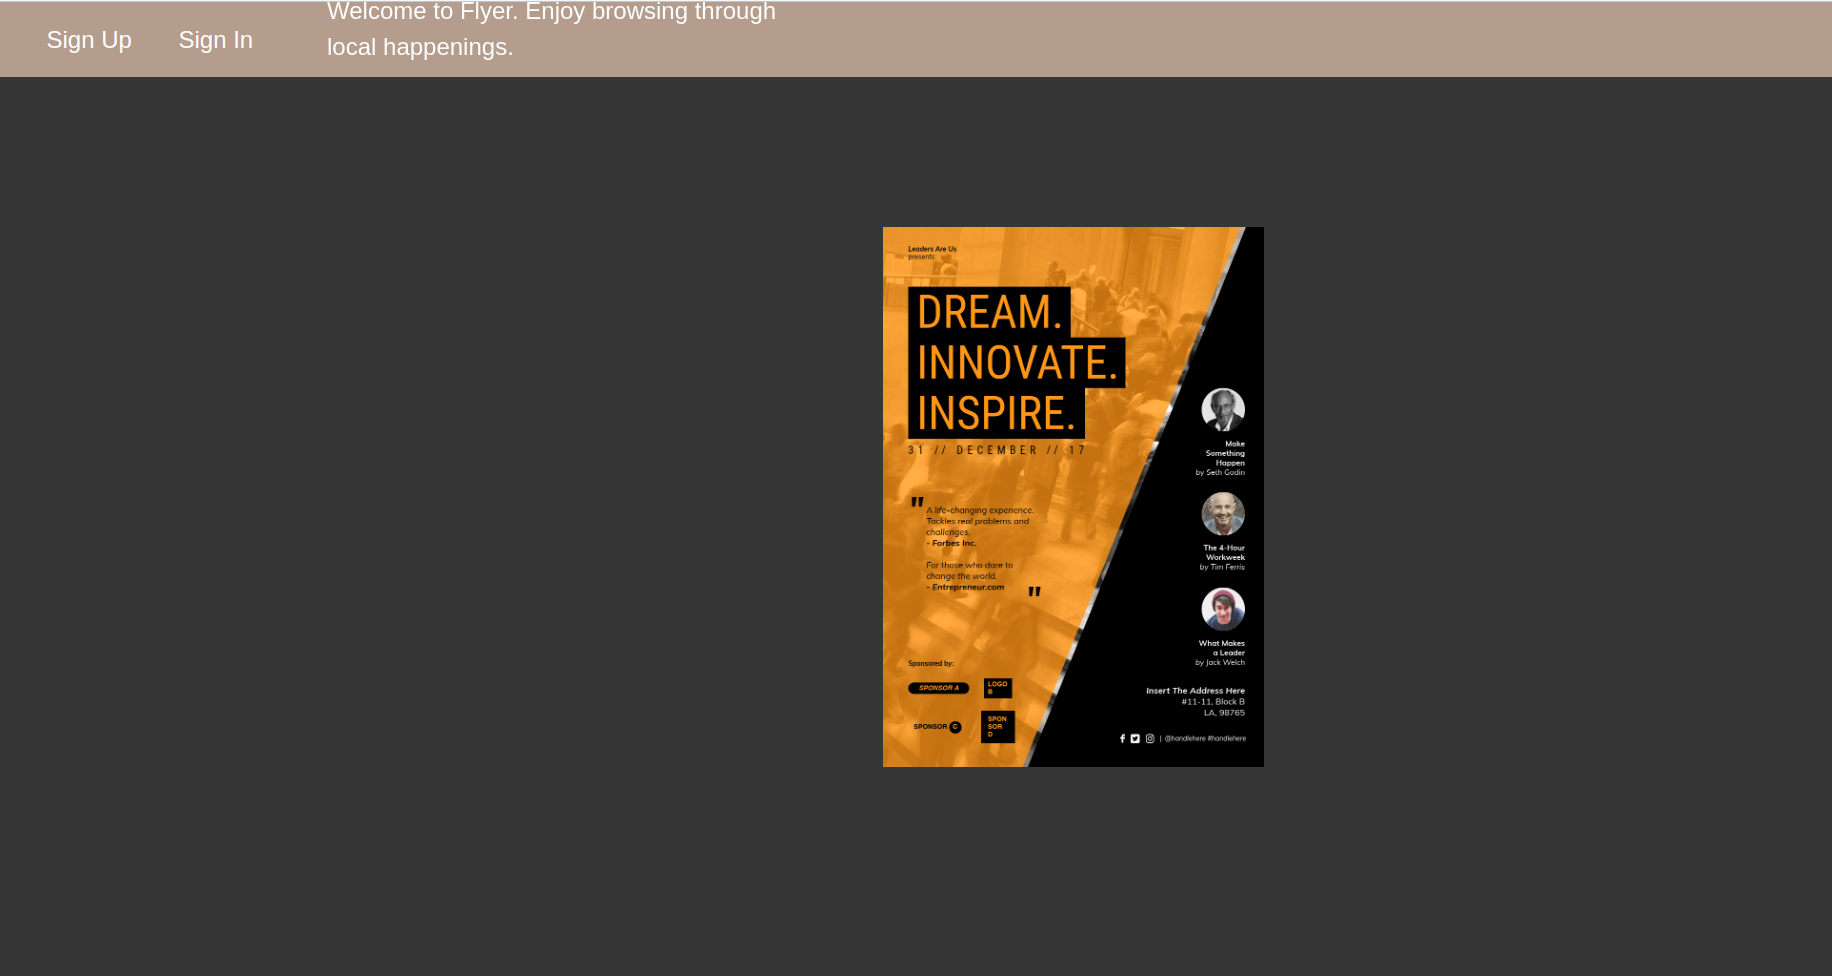 Welcome to Flyer. Enjoy browsing through
local happenings.
Sign Up
Sign In
Leaders Are Us
presents:
DREAM.
INNOVATE.
INSPIRE.
31 // DECEMBER // 17
"
A life-changing experience.
Tackles real problems and
challenges.
- Forbes Inc.
For those who dare to
change the world.
- Entrepreneur.com
"
Sponsored by:
SPONSOR A
LOGO
B
SPONSOR C
SPON
SOR
D
Make
Something
Happen
by Seth Godin
The 4-Hour
Workweek
by Tim Ferris
What Makes
a Leader
by Jack Welch
Insert The Address Here
#11-11, Block B
LA, 98765
| @handlehere #handlehere